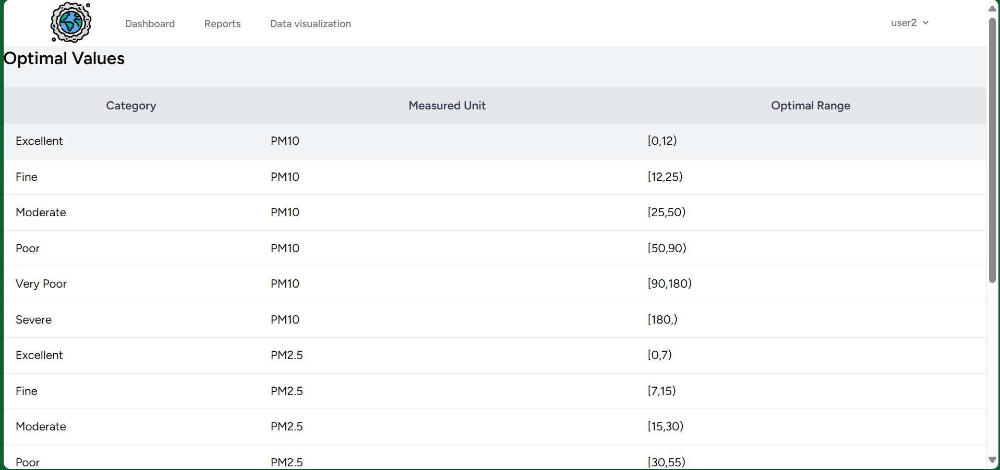 Dashboard Reports Data visualization user2
Optimal Values
Category Measured Unit Optimal Range
Excellent PM10 [0,12)
Fine PM10 [12,25)
Moderate PM10 [25,50)
Poor PM10 [50,90)
Very Poor PM10 [90,180)
Severe PM10 [180,)
Excellent PM2.5 [0,7)
Fine PM2.5 [7,15)
Moderate PM2.5 [15,30)
Poor PM2.5 [30,55)